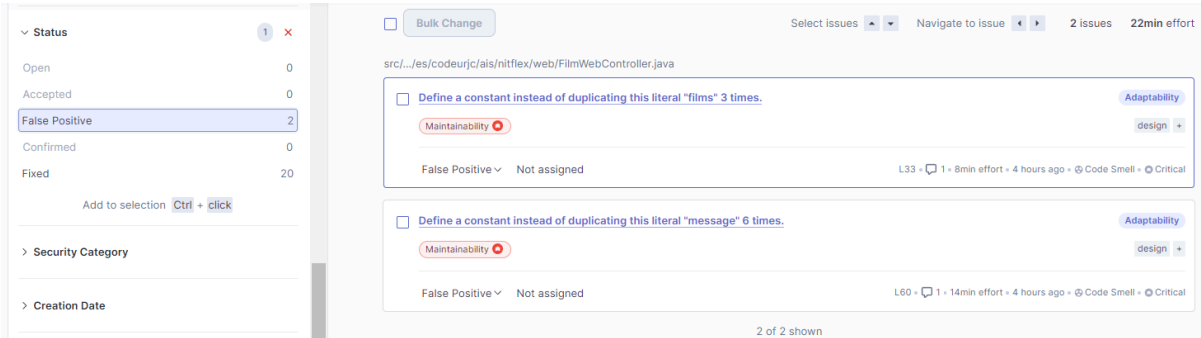 Status 1
Open 0
Accepted 0
False Positive 2
Confirmed 0
Fixed 20
Add to selection Ctrl + click
Security Category
Creation Date
Bulk Change
Select issues Navigate to issue 2 issues 22min effort
src/.../es/codeurjc/ais/nitflex/web/FilmWebController.java
Define a constant instead of duplicating this literal "films" 3 times. Adaptability
Maintainability design +
False Positive Not assigned L33 • 1 • 8min effort • 4 hours ago • Code Smell • Critical
Define a constant instead of duplicating this literal "message" 6 times. Adaptability
Maintainability design +
False Positive Not assigned L60 • 1 • 14min effort • 4 hours ago • Code Smell • Critical
2 of 2 shown